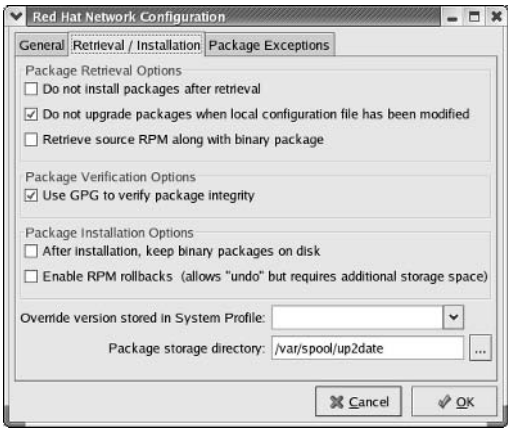 Red Hat Network Configuration
General Retrieval / Installation Package Exceptions
Package Retrieval Options
Do not install packages after retrieval
Do not upgrade packages when local configuration file has been modified
Retrieve source RPM along with binary package
Package Verification Options
Use GPG to verify package integrity
Package Installation Options
After installation, keep binary packages on disk
Enable RPM rollbacks (allows "undo" but requires additional storage space)
Override version stored in System Profile:
Package storage directory: /var/spool/up2date ...
Cancel OK